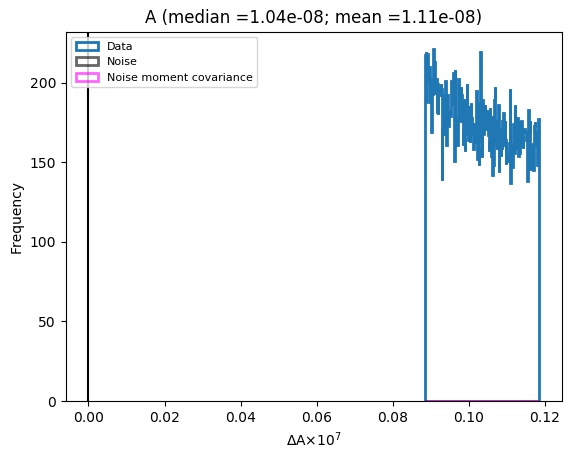 A (median =1.04e-08; mean =1.11e-08)
Data
Noise
Noise moment covariance
Frequency
200
150
100
50
0
0.00 0.02 0.04 0.06 0.08 0.10 0.12
ΔA×10⁷